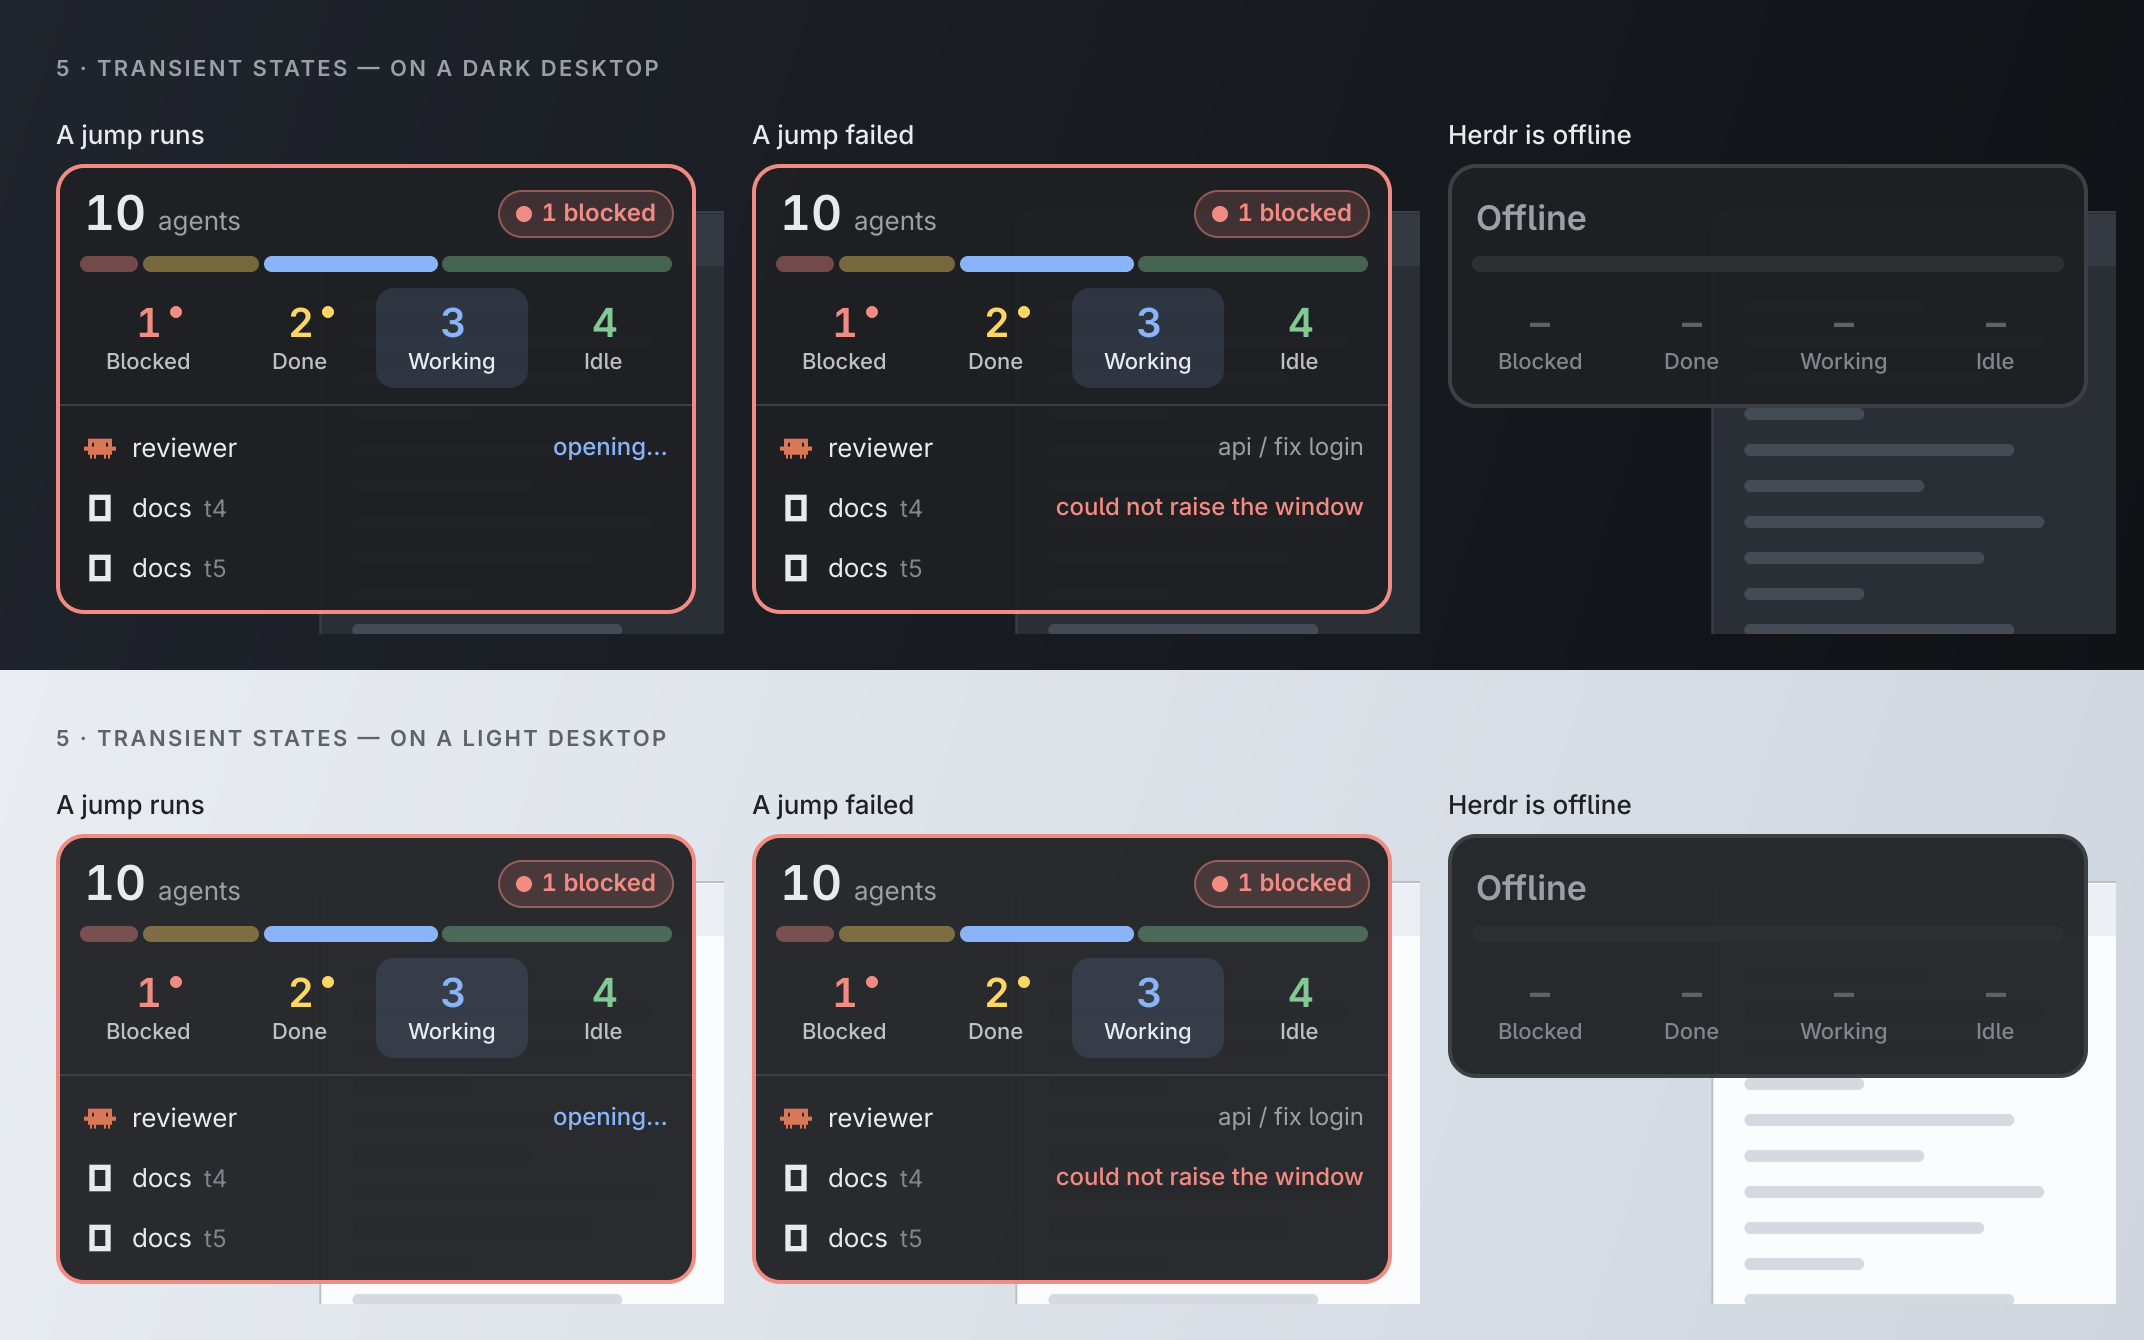 5 · TRANSIENT STATES — ON A DARK DESKTOP
A jump runs
10 agents
1 blocked
1 2 3 4
Blocked Done Working Idle
reviewer opening...
docs t4
docs t5
A jump failed
10 agents
1 blocked
1 2 3 4
Blocked Done Working Idle
reviewer api / fix login
docs t4 could not raise the window
docs t5
Herdr is offline
Offline
– – – –
Blocked Done Working Idle
5 · TRANSIENT STATES — ON A LIGHT DESKTOP
A jump runs
10 agents
1 blocked
1 2 3 4
Blocked Done Working Idle
reviewer opening...
docs t4
docs t5
A jump failed
10 agents
1 blocked
1 2 3 4
Blocked Done Working Idle
reviewer api / fix login
docs t4 could not raise the window
docs t5
Herdr is offline
Offline
– – – –
Blocked Done Working Idle